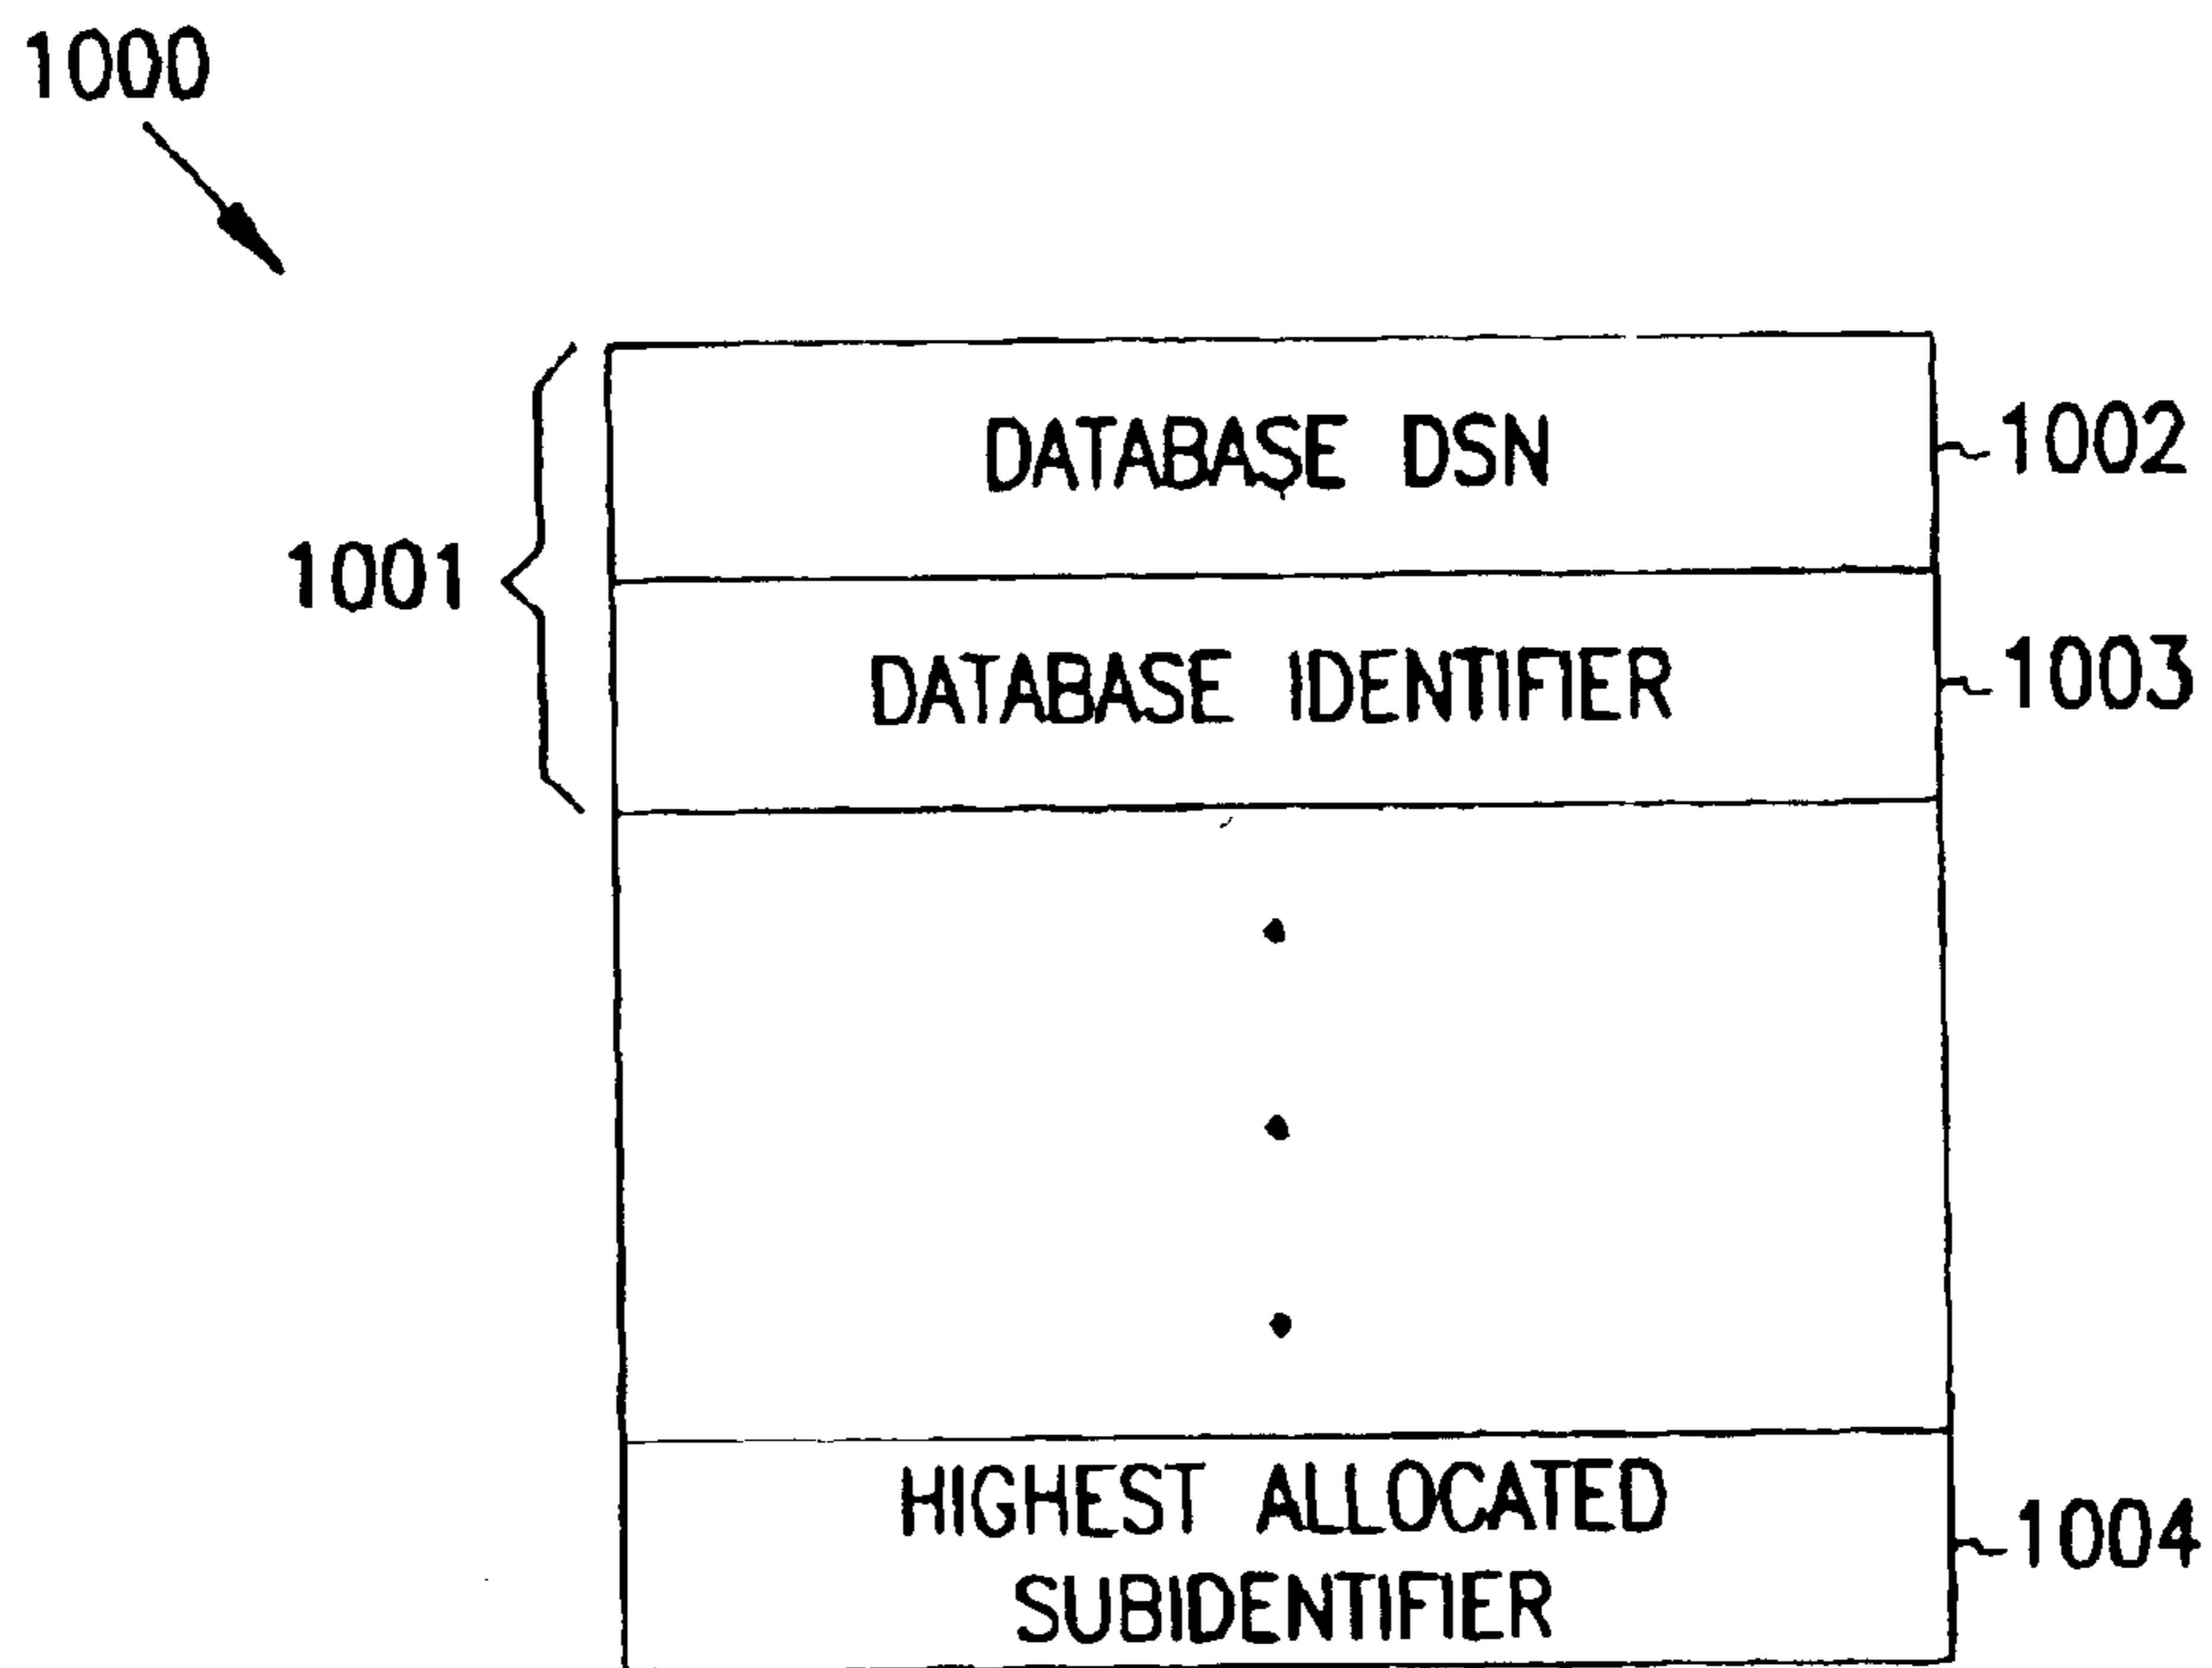 1000
DATABASE DSN
1002
1001
DATABASE IDENTIFIER
1003
HIGHEST ALLOCATED
SUBIDENTIFIER
1004